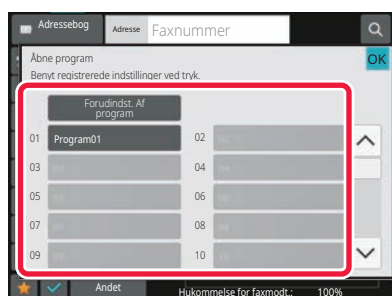 Adressebog
Adresse
Faxnummer
Åbne program
OK
Benyt registrerede indstillinger ved tryk.
Forudindst. Af
program
01 Program01
02
03
04
05
06
07
08
09
10
Andet
Hukommelse for faxmodt.: 100%